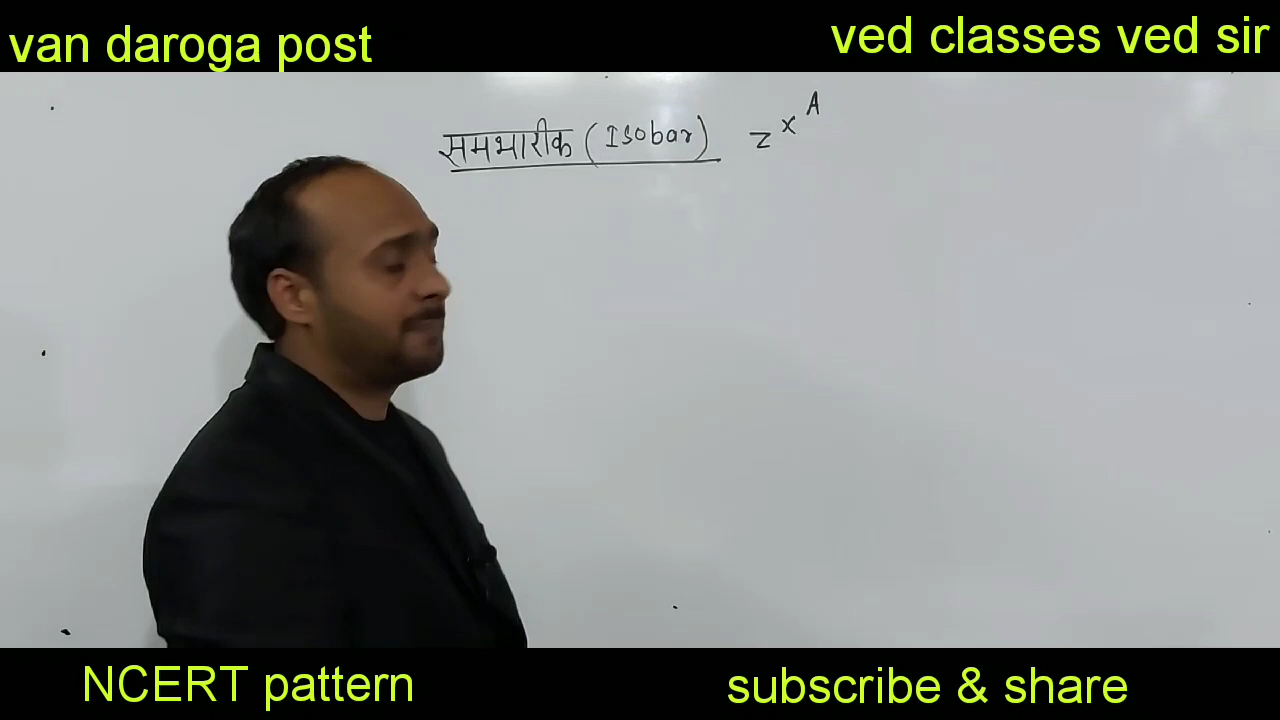 van daroga post
ved classes ved sir
समभारीक (Isobar) z x A
NCERT pattern
subscribe & share